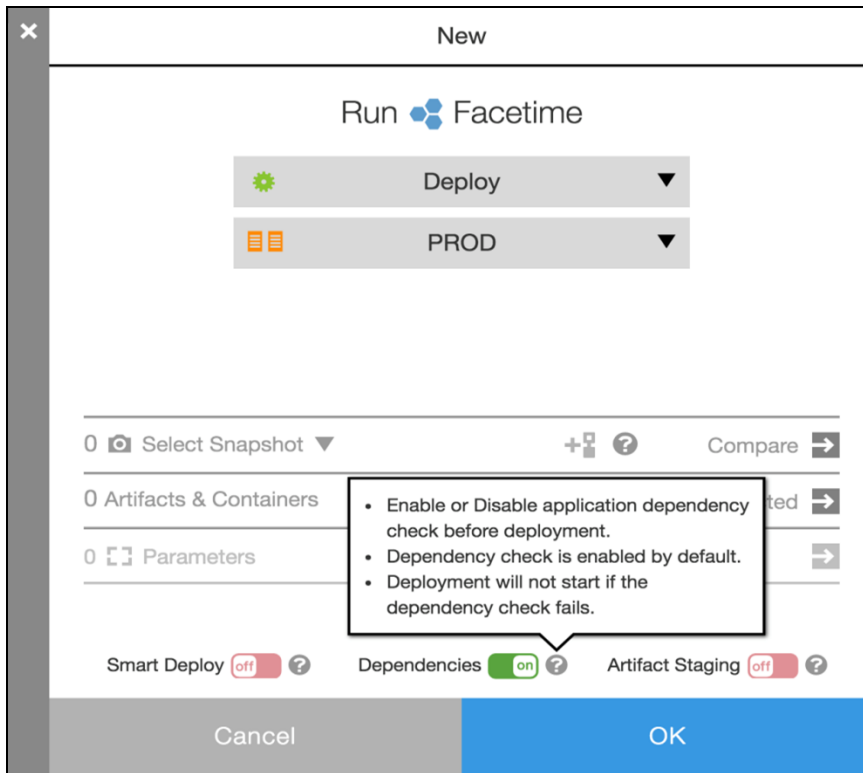 New
Run Facetime
Deploy
PROD
0 Select Snapshot Compare
0 Artifacts & Containers
• Enable or Disable application dependency
check before deployment.
• Dependency check is enabled by default.
• Deployment will not start if the
dependency check fails.
0 Parameters
Smart Deploy off ? Dependencies on ? Artifact Staging off ?
Cancel OK